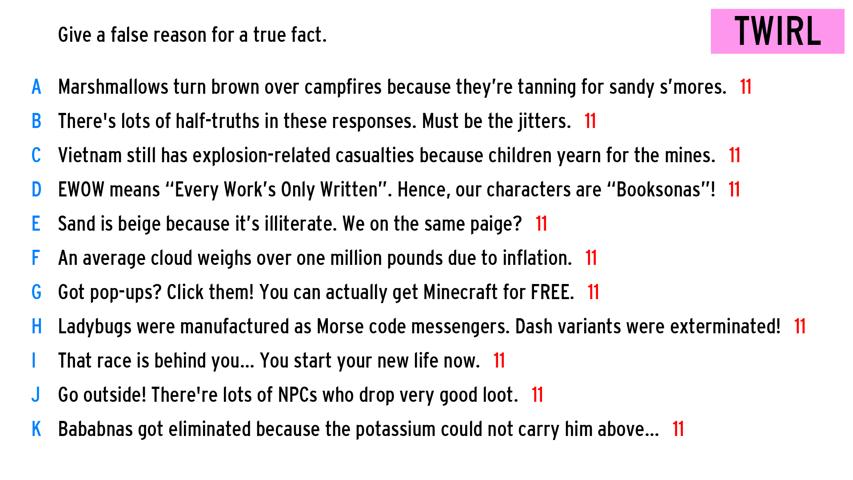 Give a false reason for a true fact.
TWIRL
A Marshmallows turn brown over campfires because they’re tanning for sandy s’mores. 11
B There's lots of half-truths in these responses. Must be the jitters. 11
C Vietnam still has explosion-related casualties because children yearn for the mines. 11
D EWOW means “Every Work’s Only Written”. Hence, our characters are “Booksonas”! 11
E Sand is beige because it’s illiterate. We on the same paige? 11
F An average cloud weighs over one million pounds due to inflation. 11
G Got pop-ups? Click them! You can actually get Minecraft for FREE. 11
H Ladybugs were manufactured as Morse code messengers. Dash variants were exterminated! 11
I That race is behind you... You start your new life now. 11
J Go outside! There's lots of NPCs who drop very good loot. 11
K Bababnas got eliminated because the potassium could not carry him above... 11